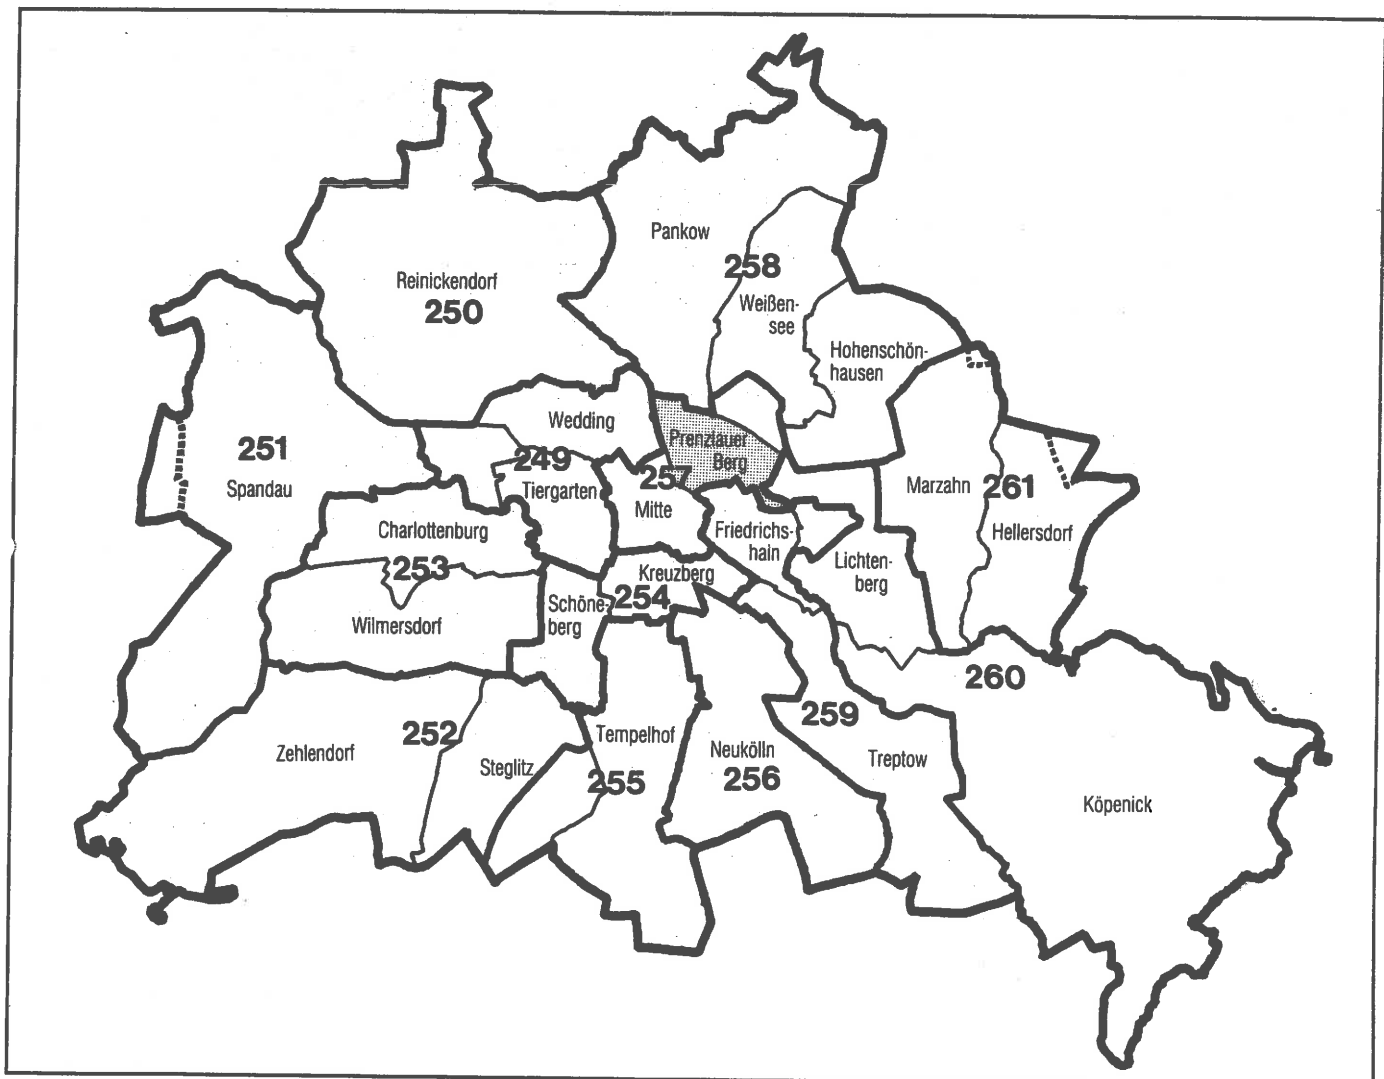 Pankow
258
Reinickendorf
250
Weißen-
see
Hohenschön-
hausen
Wedding
Prenzlauer
Berg
251
Spandau
249
Tiergarten
257
Mitte
Marzahn
261
Hellersdorf
Charlottenburg
253
Friedrichs-
hain
Lichten-
berg
Kreuzberg
254
Schöne-
berg
Wilmersdorf
260
259
252
Zehlendorf
Steglitz
Tempelhof
255
Neukölln
256
Treptow
Köpenick